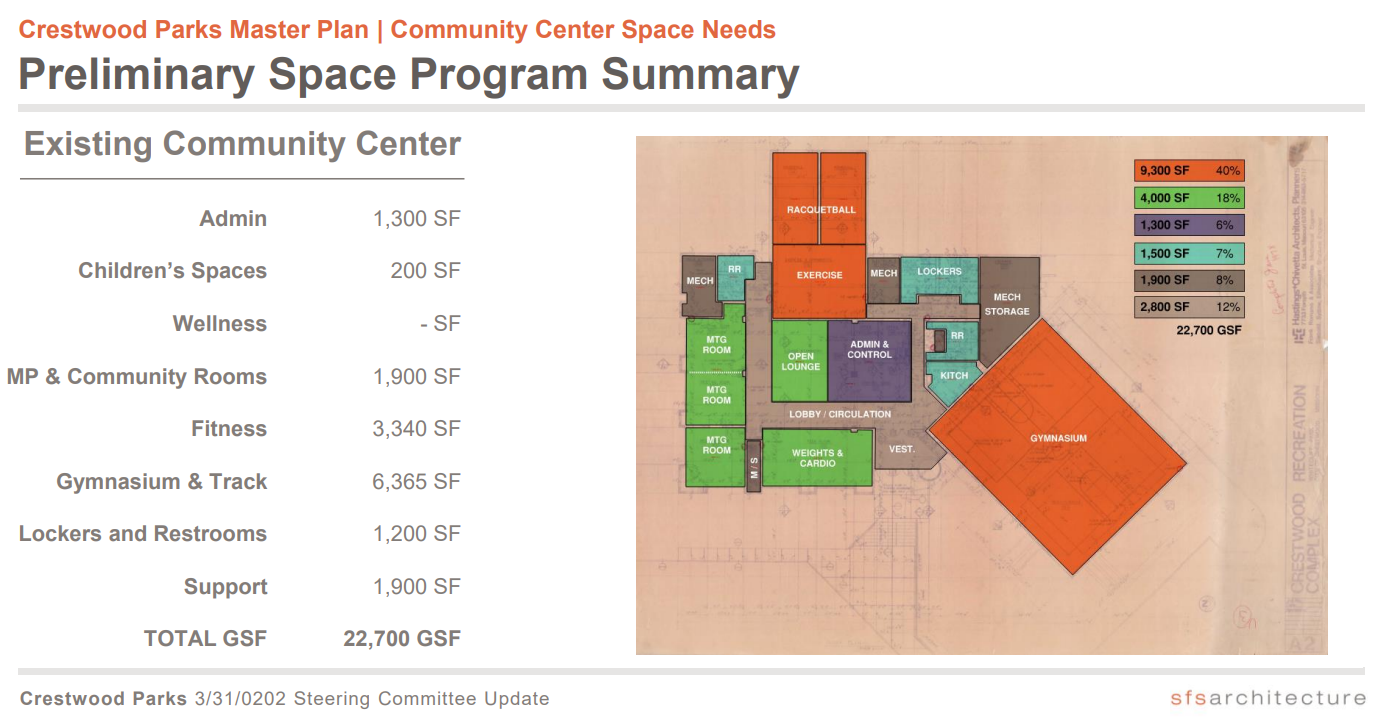 Crestwood Parks Master Plan | Community Center Space Needs
Preliminary Space Program Summary
Existing Community Center
Admin 1,300 SF
Children's Spaces 200 SF
Wellness - SF
MP & Community Rooms 1,900 SF
Fitness 3,340 SF
Gymnasium & Track 6,365 SF
Lockers and Restrooms 1,200 SF
Support 1,900 SF
TOTAL GSF 22,700 GSF
RACQUETBALL
EXERCISE
MECH
RR
MECH
LOCKERS
MECH
STORAGE
MTG
ROOM
MTG
ROOM
MTG
ROOM
OPEN
LOUNGE
ADMIN &
CONTROL
RR
KITCH
LOBBY / CIRCULATION
VEST.
M / S
WEIGHTS &
CARDIO
GYMNASIUM
9,300 SF 40%
4,000 SF 18%
1,300 SF 6%
1,500 SF 7%
1,900 SF 8%
2,800 SF 12%
22,700 GSF
Hastings+Chivetta Architects, Planners
CRESTWOOD RECREATION
COMPLEX
A2
Crestwood Parks 3/31/0202 Steering Committee Update
sfsarchitecture